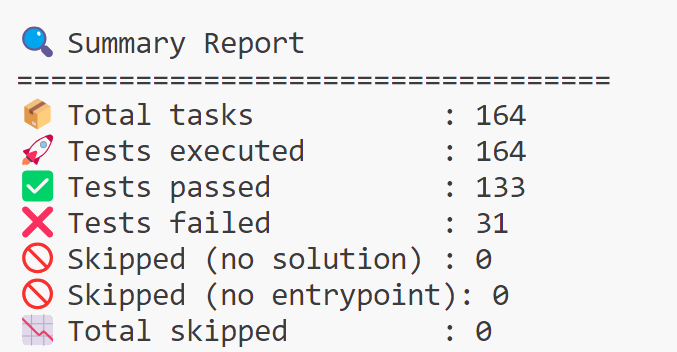 🔍 Summary Report
===================================
📦 Total tasks           : 164
🚀 Tests executed        : 164
✅ Tests passed          : 133
❌ Tests failed          : 31
🚫 Skipped (no solution) : 0
🚫 Skipped (no entrypoint): 0
📉 Total skipped         : 0